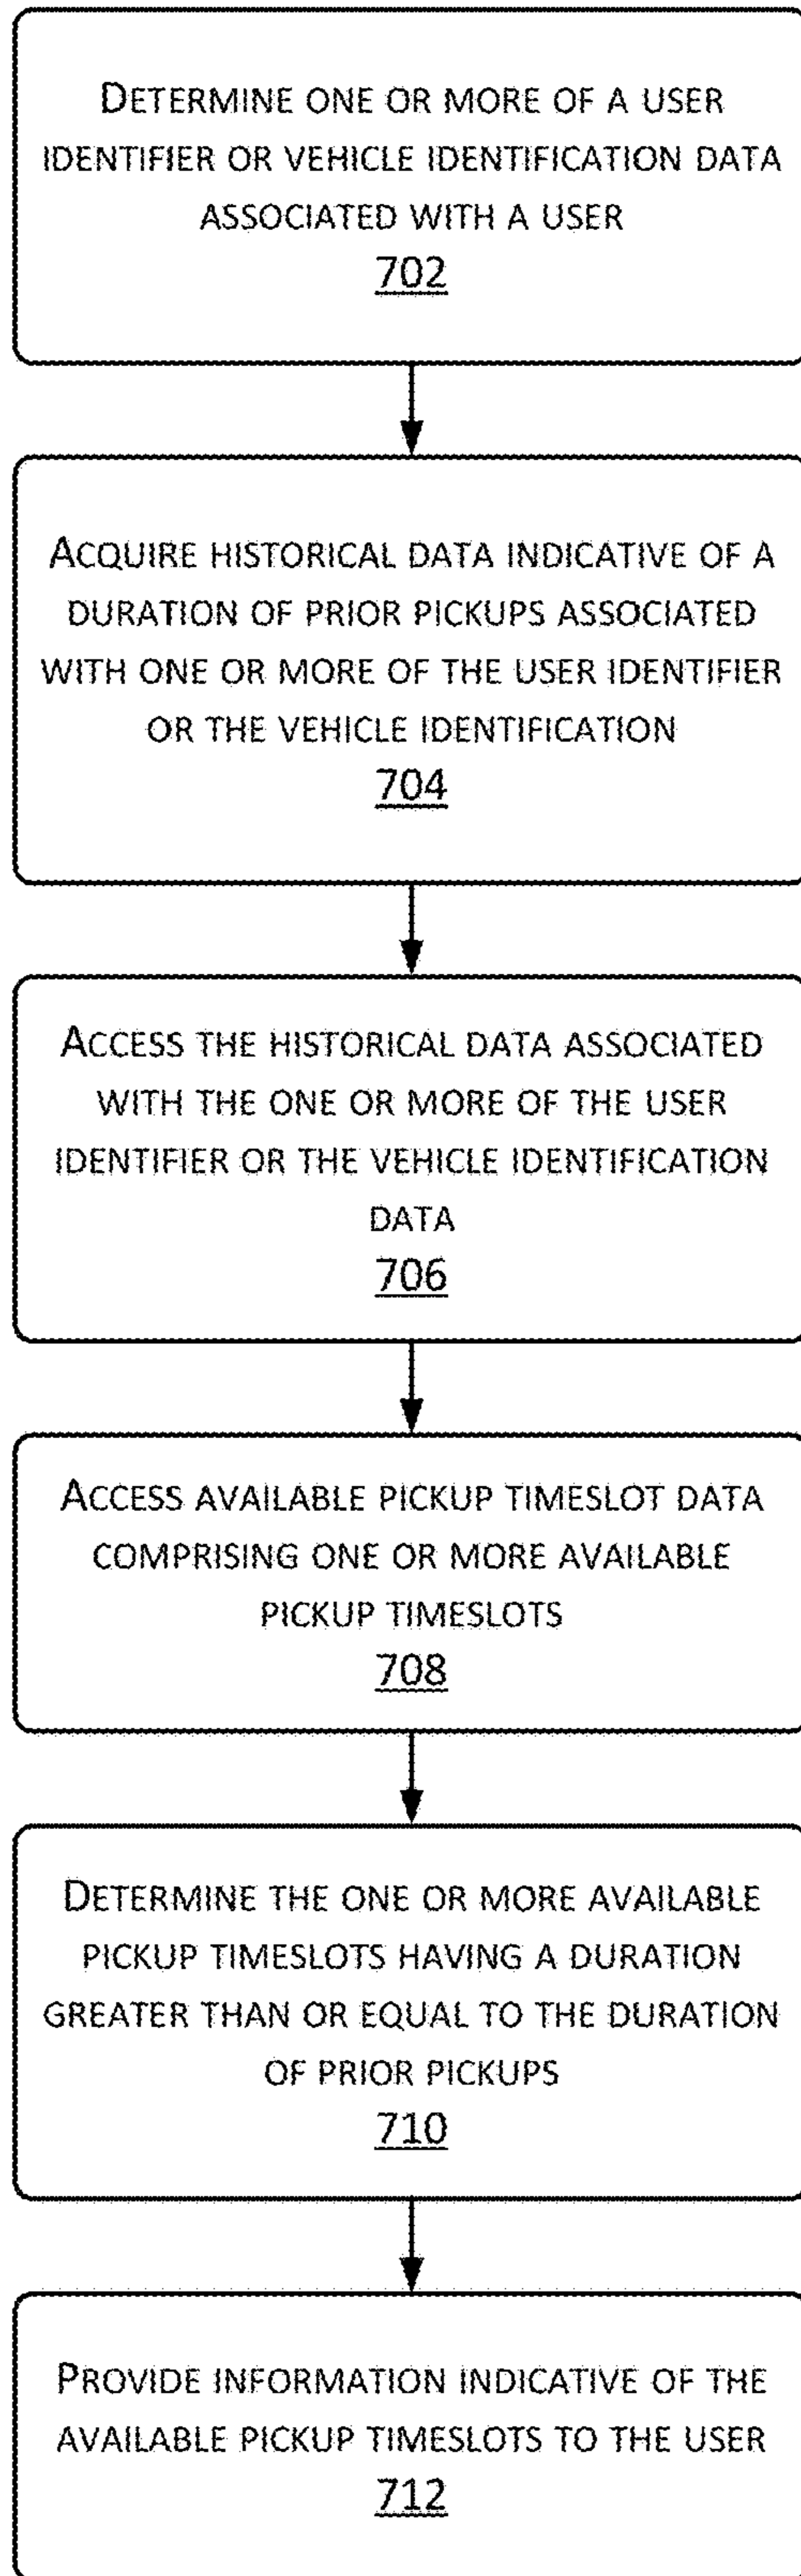 DETERMINE ONE OR MORE OF A USER
IDENTIFIER OR VEHICLE IDENTIFICATION DATA
ASSOCIATED WITH A USER
702
ACQUIRE HISTORICAL DATA INDICATIVE OF A
DURATION OF PRIOR PICKUPS ASSOCIATED
WITH ONE OR MORE OF THE USER IDENTIFIER
OR THE VEHICLE IDENTIFICATION
704
ACCESS THE HISTORICAL DATA ASSOCIATED
WITH THE ONE OR MORE OF THE USER
IDENTIFIER OR THE VEHICLE IDENTIFICATION
DATA
706
ACCESS AVAILABLE PICKUP TIMESLOT DATA
COMPRISING ONE OR MORE AVAILABLE
PICKUP TIMESLOTS
708
DETERMINE THE ONE OR MORE AVAILABLE
PICKUP TIMESLOTS HAVING A DURATION
GREATER THAN OR EQUAL TO THE DURATION
OF PRIOR PICKUPS
710
PROVIDE INFORMATION INDICATIVE OF THE
AVAILABLE PICKUP TIMESLOTS TO THE USER
712